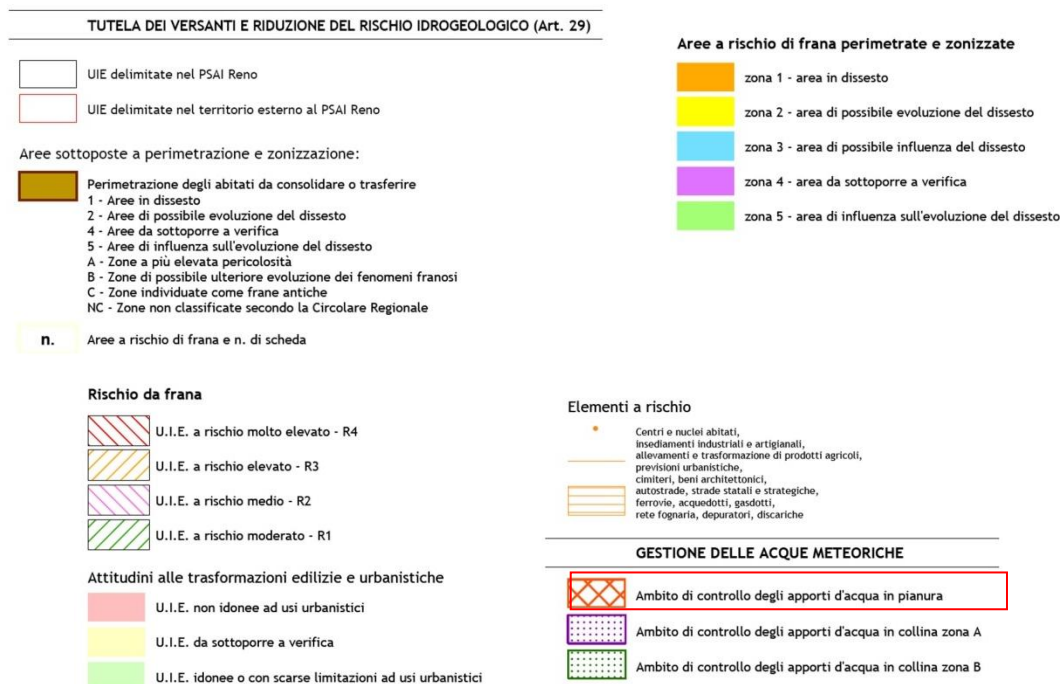 TUTELA DEI VERSANTI E RIDUZIONE DEL RISCHIO IDROGEOLOGICO (Art. 29)
UIE delimitate nel PSAI Reno
UIE delimitate nel territorio esterno al PSAI Reno
Aree sottoposte a perimetrazione e zonizzazione:
Perimetrazione degli abitati da consolidare o trasferire
1 - Aree in dissesto
2 - Aree di possibile evoluzione del dissesto
4 - Aree da sottoporre a verifica
5 - Aree di influenza sull'evoluzione del dissesto
A - Zone a più elevata pericolosità
B - Zone di possibile ulteriore evoluzione dei fenomeni franosi
C - Zone individuate come frane antiche
NC - Zone non classificate secondo la Circolare Regionale
n. Aree a rischio di frana e n. di scheda
Aree a rischio di frana perimetrate e zonizzate
zona 1 - area in dissesto
zona 2 - area di possibile evoluzione del dissesto
zona 3 - area di possibile influenza del dissesto
zona 4 - area da sottoporre a verifica
zona 5 - area di influenza sull'evoluzione del dissesto
Rischio da frana
U.I.E. a rischio molto elevato - R4
U.I.E. a rischio elevato - R3
U.I.E. a rischio medio - R2
U.I.E. a rischio moderato - R1
Attitudini alle trasformazioni edilizie e urbanistiche
U.I.E. non idonee ad usi urbanistici
U.I.E. da sottoporre a verifica
U.I.E. idonee o con scarse limitazioni ad usi urbanistici
Elementi a rischio
Centri e nuclei abitati,
insediamenti industriali e artigianali,
allevamenti e trasformazione di prodotti agricoli,
previsioni urbanistiche,
cimiteri, beni architettonici,
autostrade, strade statali e strategiche,
ferrovie, acquedotti, gasdotti,
rete fognaria, depuratori, discariche
GESTIONE DELLE ACQUE METEORICHE
Ambito di controllo degli apporti d'acqua in pianura
Ambito di controllo degli apporti d'acqua in collina zona A
Ambito di controllo degli apporti d'acqua in collina zona B